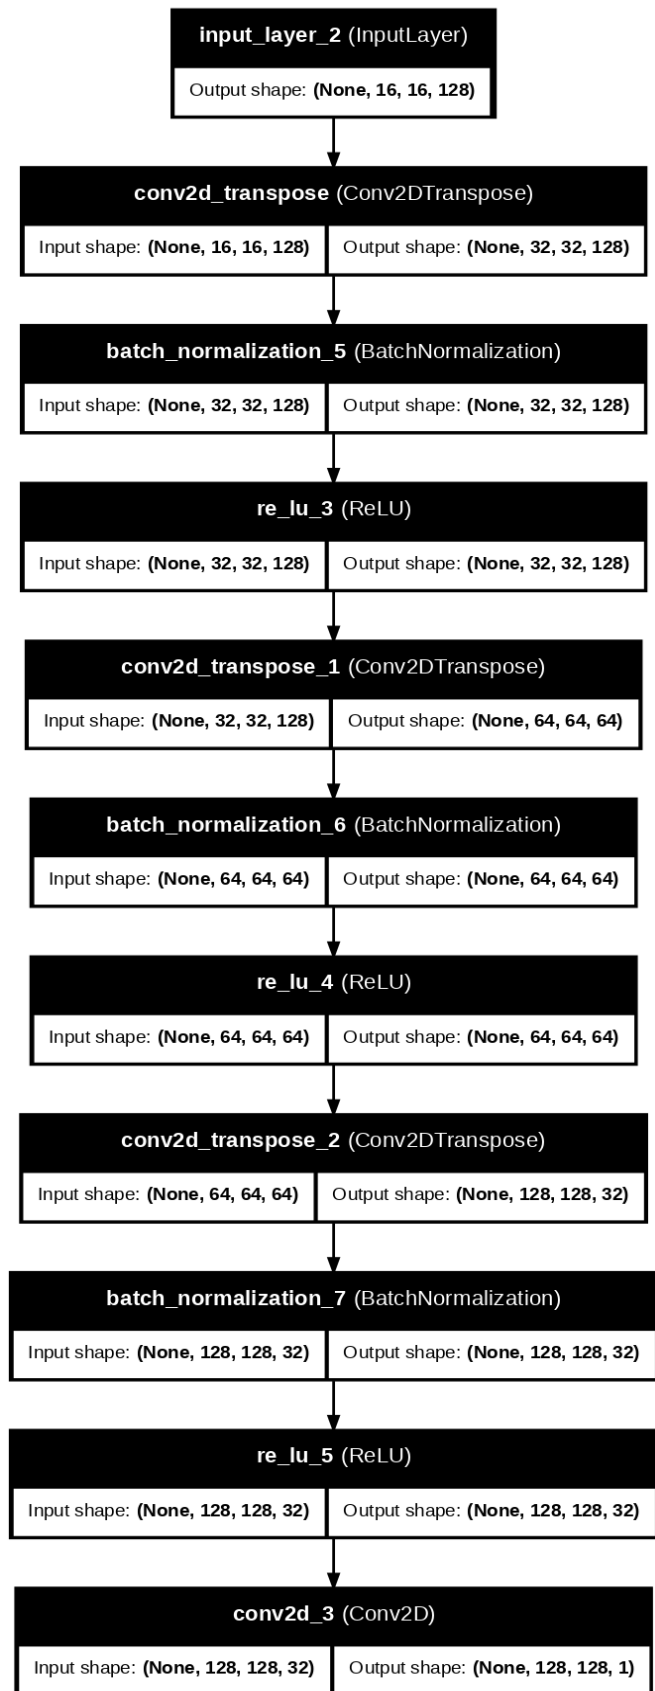 input_layer_2 (InputLayer)
Output shape: (None, 16, 16, 128)
conv2d_transpose (Conv2DTranspose)
Input shape: (None, 16, 16, 128) Output shape: (None, 32, 32, 128)
batch_normalization_5 (BatchNormalization)
Input shape: (None, 32, 32, 128) Output shape: (None, 32, 32, 128)
re_lu_3 (ReLU)
Input shape: (None, 32, 32, 128) Output shape: (None, 32, 32, 128)
conv2d_transpose_1 (Conv2DTranspose)
Input shape: (None, 32, 32, 128) Output shape: (None, 64, 64, 64)
batch_normalization_6 (BatchNormalization)
Input shape: (None, 64, 64, 64) Output shape: (None, 64, 64, 64)
re_lu_4 (ReLU)
Input shape: (None, 64, 64, 64) Output shape: (None, 64, 64, 64)
conv2d_transpose_2 (Conv2DTranspose)
Input shape: (None, 64, 64, 64) Output shape: (None, 128, 128, 32)
batch_normalization_7 (BatchNormalization)
Input shape: (None, 128, 128, 32) Output shape: (None, 128, 128, 32)
re_lu_5 (ReLU)
Input shape: (None, 128, 128, 32) Output shape: (None, 128, 128, 32)
conv2d_3 (Conv2D)
Input shape: (None, 128, 128, 32) Output shape: (None, 128, 128, 1)